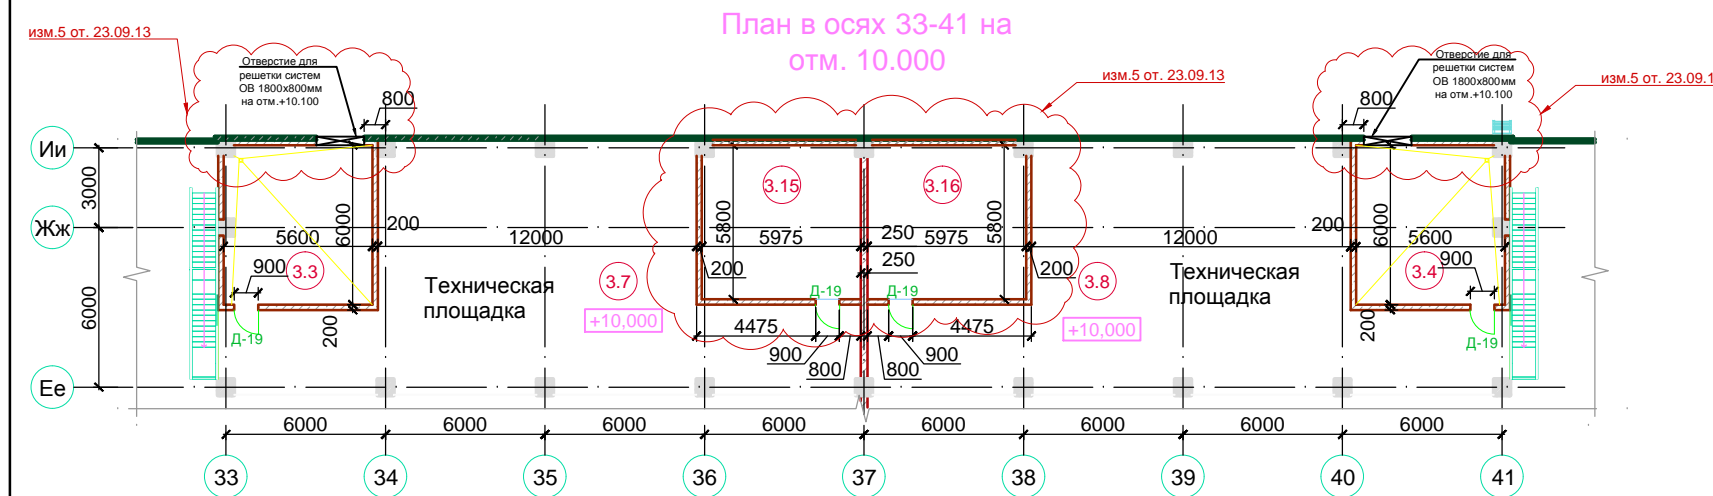 План в осях 33-41 на
отм. 10.000
изм.5 от. 23.09.13
Отверстие для
решетки систем
ОВ 1800х800мм
на отм.+10.100
800
изм.5 от. 23.09.13
Отверстие для
решетки систем
ОВ 1800х800мм
на отм.+10.100
800
изм.5 от. 23.09.1
Ии
3000
Жж
6000
Ее
5600
6000
200
900
3.3
200
Д-19
12000
Техническая
площадка
3.7
+10,000
3.15
3.16
5800
5800
5975
250
5975
250
200
200
Д-19
Д-19
4475
4475
900
800
800
900
3.8
+10,000
12000
Техническая
площадка
200
6000
5600
3.4
900
200
Д-19
6000
6000
6000
6000
6000
6000
6000
6000
33
34
35
36
37
38
39
40
41